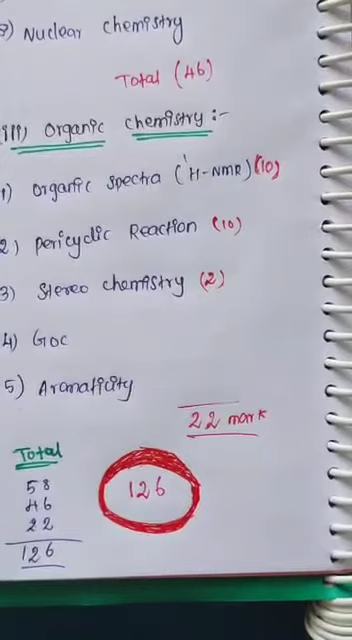 8) Nuclear chemistry
Total (46)
(iii) Organic chemistry :-
1) Organic spectra (¹H-NMR) (10)
2) pericyclic Reaction (10)
3) Stereo chemistry (2)
4) GOC
5) Aromaticity
22 mark
Total
58
46
22
126
126